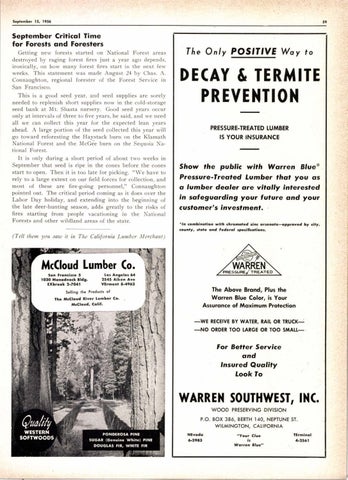 September 15, 1956
59
September Critical Time
for Forests and Foresters
Getting new forests started on National Forest areas
destroyed by raging forest fires just a year ago depends,
ironically, on how many forest fires start in the next few
weeks. This statement was made August 24 by Chas. A.
Connaughton, regional forester of the Forest Service in
San Francisco.
This is a good seed year, and seed supplies are sorely
needed to replenish short supplies now in the cold-storage
seed bank at Mt. Shasta nursery. Good seed years occur
only at intervals of three to five years, he said, and we need
all we can collect this year for the expected lean years
ahead. A large portion of the seed collected this year will
go toward reforesting the Haystack burn on the Klamath
National Forest and the McGee burn on the Sequoia Na-
tional Forest.
It is only during a short period of about two weeks in
September that seed is ripe in the cones before the cones
start to open. Then it is too late for picking. "We have to
rely to a large extent on our field forces for collection, and
most of these are fire-going personnel," Connaughton
pointed out. The critical period coming as it does over the
Labor Day holiday, and extending into the beginning of
the late deer-hunting season, adds greatly to the risks of
fires starting from people vacationing in the National
Forests and other wildland areas of the state.
(Tell them you saw it in The California Lumber Merchant)
McCloud Lumber Co.
San Francisco 5
1030 Monadnock Bldg.
EXbrook 2-7041
Los Angeles 64
2245 Aiken Ave.
VErmont 8-4963
Selling the Products of
The McCloud River Lumber Co.
McCloud, Calif.
Quality
WESTERN
SOFTWOODS
PONDEROSA PINE
SUGAR (Genuine White) PINE
DOUGLAS FIR, WHITE FIR
The Only POSITIVE Way to
DECAY & TERMITE
PREVENTION
PRESSURE-TREATED LUMBER
IS YOUR INSURANCE
Show the public with Warren Blue*
Pressure-Treated Lumber that you as
a lumber dealer are vitally interested
in safeguarding your future and your
customer's investment.
*in combination with chromated zinc arsenate—approved by city,
county, state and Federal specifications.
WARREN
PRESSURE TREATED
The Above Brand, Plus the
Warren Blue Color, is Your
Assurance of Maximum Protection
—WE RECEIVE BY WATER, RAIL OR TRUCK—
—NO ORDER TOO LARGE OR TOO SMALL—
For Better Service
and
Insured Quality
Look To
WARREN SOUTHWEST, INC.
WOOD PRESERVING DIVISION
P.O. BOX 386, BERTH 140, NEPTUNE ST.
WILMINGTON, CALIFORNIA
NEvada
6-2983
"Your Clue
is
Warren Blue"
TErminal
4-2561